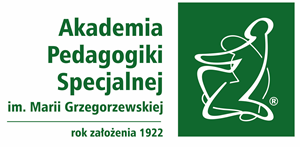 Akademia
Pedagogiki
Specjalnej
im. Marii Grzegorzewskiej
rok założenia 1922
®